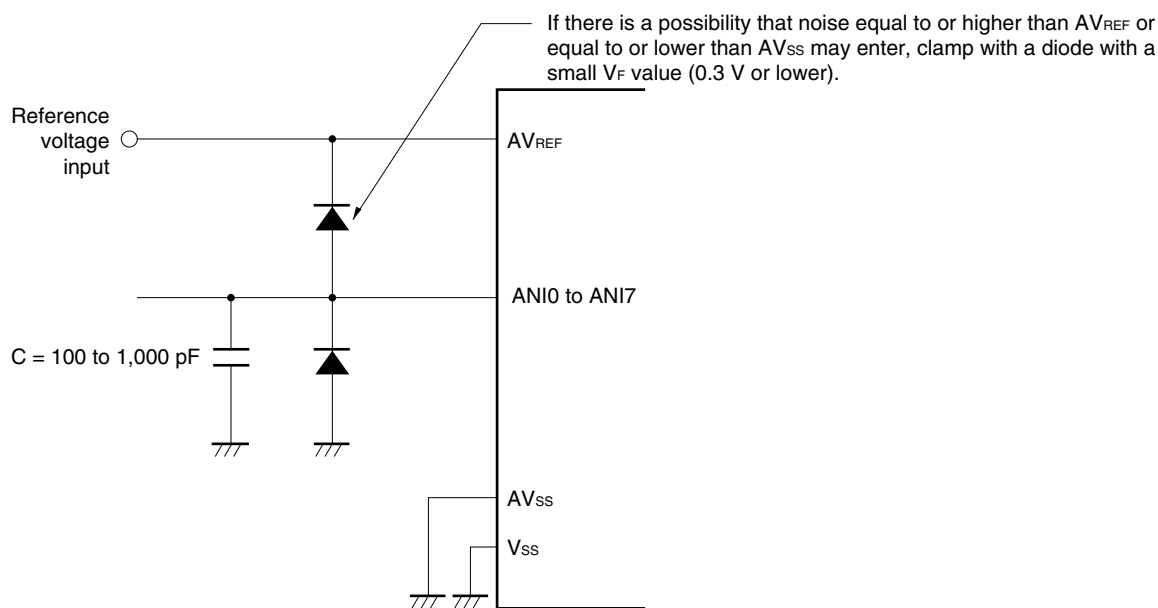 If there is a possibility that noise equal to or higher than AVREF or
equal to or lower than AVSS may enter, clamp with a diode with a
small VF value (0.3 V or lower).
Reference
voltage
input
AVREF
ANI0 to ANI7
C = 100 to 1,000 pF
AVSS
VSS